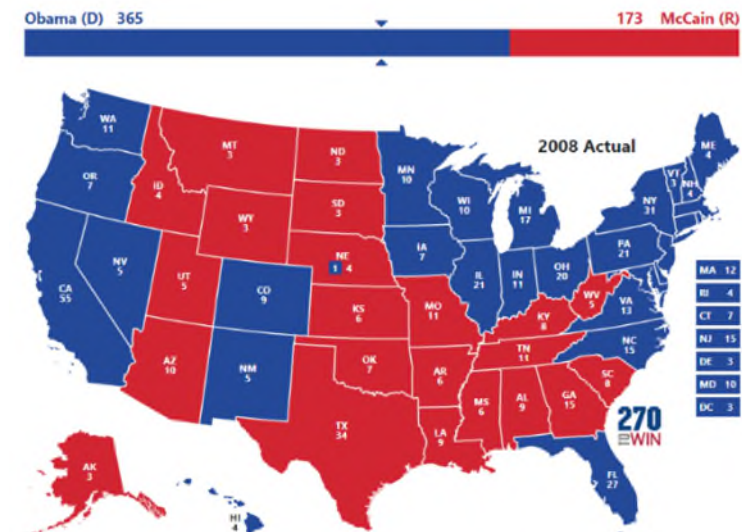 Obama (D) 365
173 McCain (R)
2008 Actual
WA
11
OR
7
CA
55
NV
5
ID
4
MT
3
WY
3
UT
5
AZ
10
CO
9
NM
5
ND
3
SD
3
NE
1 4
KS
6
OK
7
TX
34
MN
10
IA
7
MO
11
AR
6
LA
9
WI
10
IL
21
MI
17
IN
11
OH
20
KY
8
TN
11
MS
6
AL
9
GA
15
FL
27
SC
8
NC
15
VA
13
WV
5
PA
21
NY
31
VT
3
NH
4
ME
4
AK
3
HI
4
MA 12
RI 4
CT 7
NJ 15
DE 3
MD 10
DC 3
270
TO
WIN